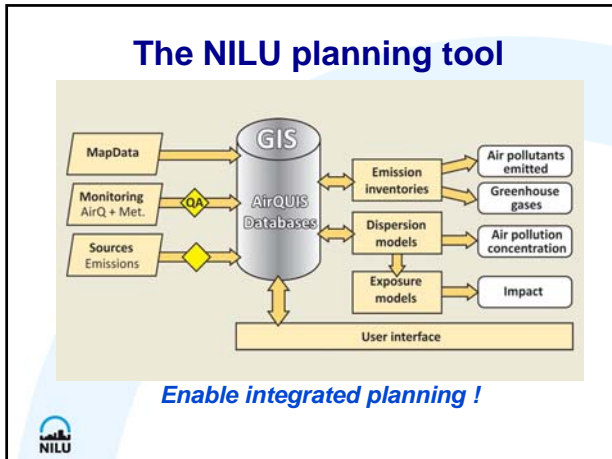 The NILU planning tool
GIS
AirQUIS
Databases
MapData
Monitoring
AirQ + Met.
QA
Sources
Emissions
Emission
inventories
Dispersion
models
Exposure
models
Air pollutants
emitted
Greenhouse
gases
Air pollution
concentration
Impact
User interface
Enable integrated planning !
NILU